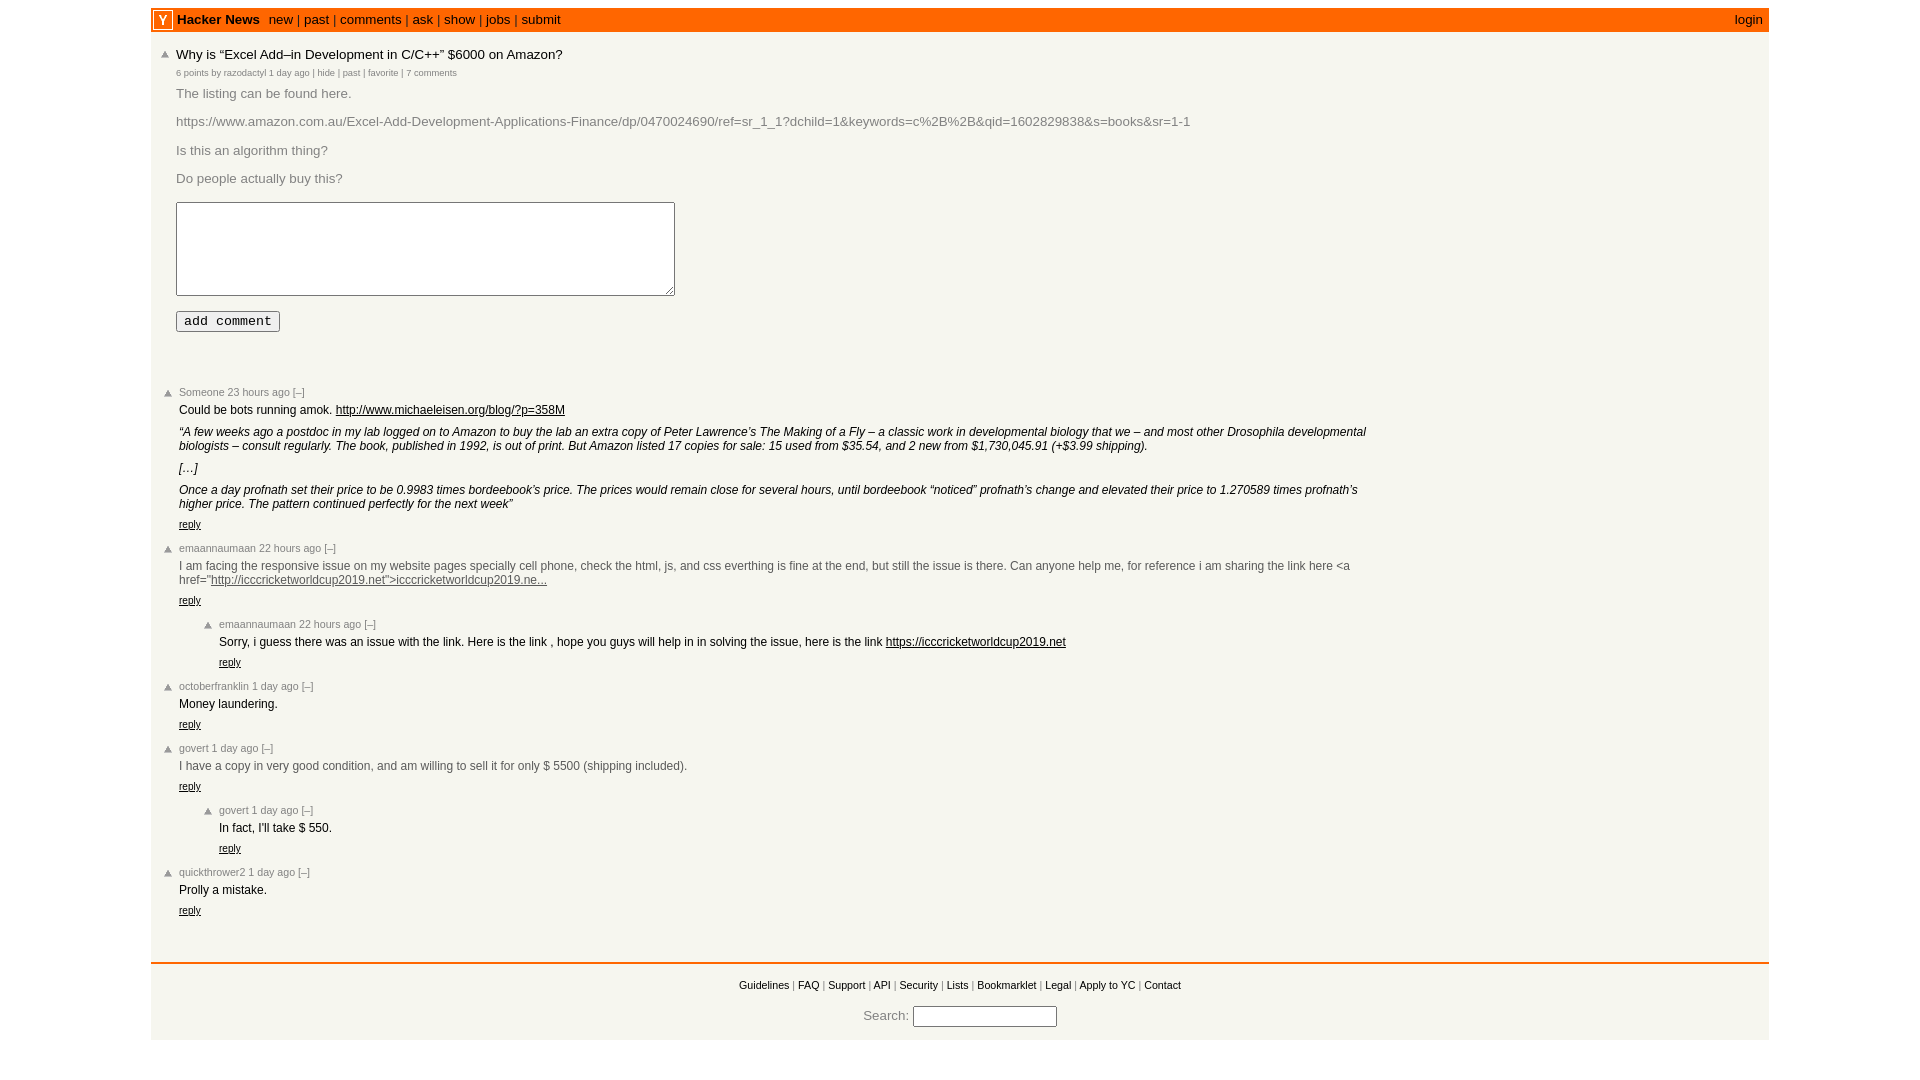 Y Hacker News new | past | comments | ask | show | jobs | submit login
Why is “Excel Add–in Development in C/C++” $6000 on Amazon?
6 points by razodactyl 1 day ago | hide | past | favorite | 7 comments
The listing can be found here.
https://www.amazon.com.au/Excel-Add-Development-Applications-Finance/dp/0470024690/ref=sr_1_1?dchild=1&keywords=c%2B%2B&qid=1602829838&s=books&sr=1-1
Is this an algorithm thing?
Do people actually buy this?
add comment
Someone 23 hours ago [–]
Could be bots running amok. http://www.michaeleisen.org/blog/?p=358M
“A few weeks ago a postdoc in my lab logged on to Amazon to buy the lab an extra copy of Peter Lawrence’s The Making of a Fly – a classic work in developmental biology that we – and most other Drosophila developmental
biologists – consult regularly. The book, published in 1992, is out of print. But Amazon listed 17 copies for sale: 15 used from $35.54, and 2 new from $1,730,045.91 (+$3.99 shipping).
[…]
Once a day profnath set their price to be 0.9983 times bordeebook’s price. The prices would remain close for several hours, until bordeebook “noticed” profnath’s change and elevated their price to 1.270589 times profnath’s
higher price. The pattern continued perfectly for the next week”
reply
emaannaumaan 22 hours ago [–]
I am facing the responsive issue on my website pages specially cell phone, check the html, js, and css everthing is fine at the end, but still the issue is there. Can anyone help me, for reference i am sharing the link here <a
href="http://icccricketworldcup2019.net">icccricketworldcup2019.ne...
reply
emaannaumaan 22 hours ago [–]
Sorry, i guess there was an issue with the link. Here is the link , hope you guys will help in in solving the issue, here is the link https://icccricketworldcup2019.net
reply
octoberfranklin 1 day ago [–]
Money laundering.
reply
govert 1 day ago [–]
I have a copy in very good condition, and am willing to sell it for only $ 5500 (shipping included).
reply
govert 1 day ago [–]
In fact, I'll take $ 550.
reply
quickthrower2 1 day ago [–]
Prolly a mistake.
reply
Guidelines | FAQ | Support | API | Security | Lists | Bookmarklet | Legal | Apply to YC | Contact
Search: